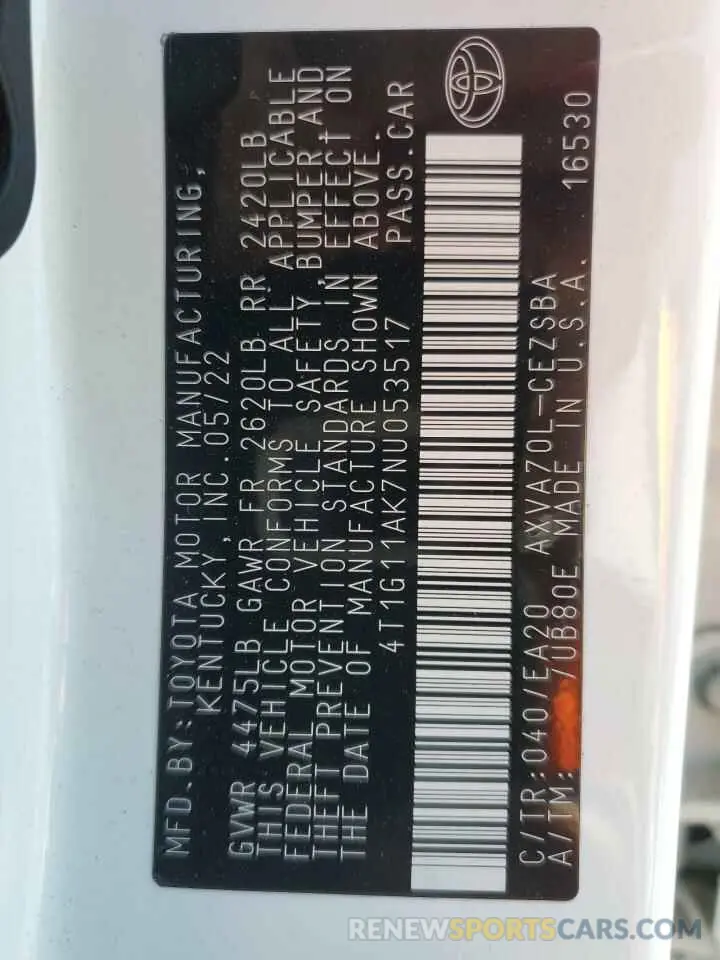 MFD.BY:TOYOTA MOTOR MANUFACTURING,
KENTUCKY, INC.05/22
GVWR 4475LB GAWR FR 2620LB RR 2420LB
THIS VEHICLE CONFORMS TO ALL APPLICABLE
FEDERAL MOTOR VEHICLE SAFETY, BUMPER,AND
THEFT PREVENTION STANDARDS IN EFFECT ON
THE DATE OF MANUFACTURE SHOWN ABOVE.
4T1G11AK7NU053517 PASS.CAR
C/TR:040/EA20 AXVA70L-CEZSBA
A/TM: /UB80E MADE IN U.S.A. 16530
RENEWSPORTSCARS.COM